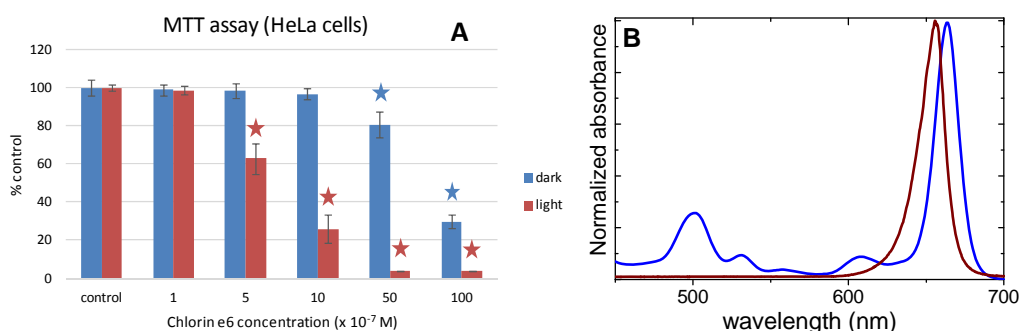 MTT assay (HeLa cells)
A
120
100
80
60
40
20
0
% control
control 1 5 10 50 100
Chlorin e6 concentration (x 10⁻⁷ M)
dark
light
B
Normalized absorbance
500 600 700
wavelength (nm)